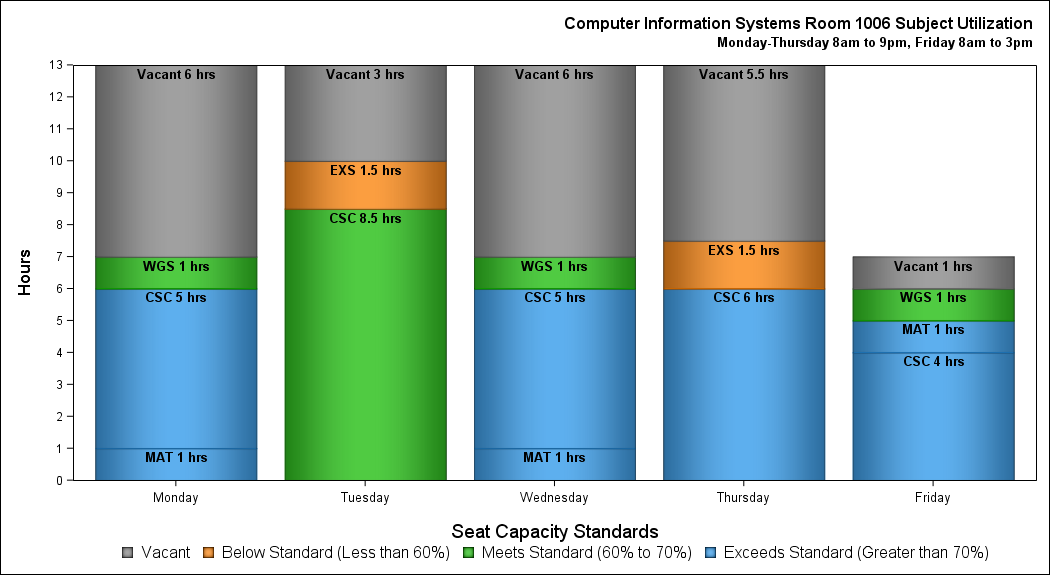 Computer Information Systems Room 1006 Subject Utilization
Monday-Thursday 8am to 9pm, Friday 8am to 3pm
Hours
13
12
11
10
9
8
7
6
5
4
3
2
1
0
Vacant 6 hrs
WGS 1 hrs
CSC 5 hrs
MAT 1 hrs
Vacant 3 hrs
EXS 1.5 hrs
CSC 8.5 hrs
Vacant 6 hrs
WGS 1 hrs
CSC 5 hrs
MAT 1 hrs
Vacant 5.5 hrs
EXS 1.5 hrs
CSC 6 hrs
Vacant 1 hrs
WGS 1 hrs
MAT 1 hrs
CSC 4 hrs
Monday Tuesday Wednesday Thursday Friday
Seat Capacity Standards
Vacant Below Standard (Less than 60%) Meets Standard (60% to 70%) Exceeds Standard (Greater than 70%)